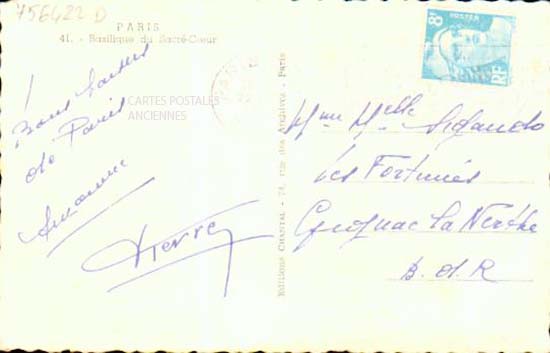 756422 D
PARIS
41. - Basilique du Sacré-Cœur
Bons baisers
de Paris
Suzanne
Pierre
CARTES POSTALES
ANCIENNES
Editions CHANTAL - 74, rue des Archives - Paris
8F
POSTES
RF
Mme Melle
Les Fortunés
Gignac la Nerthe
B. d. R